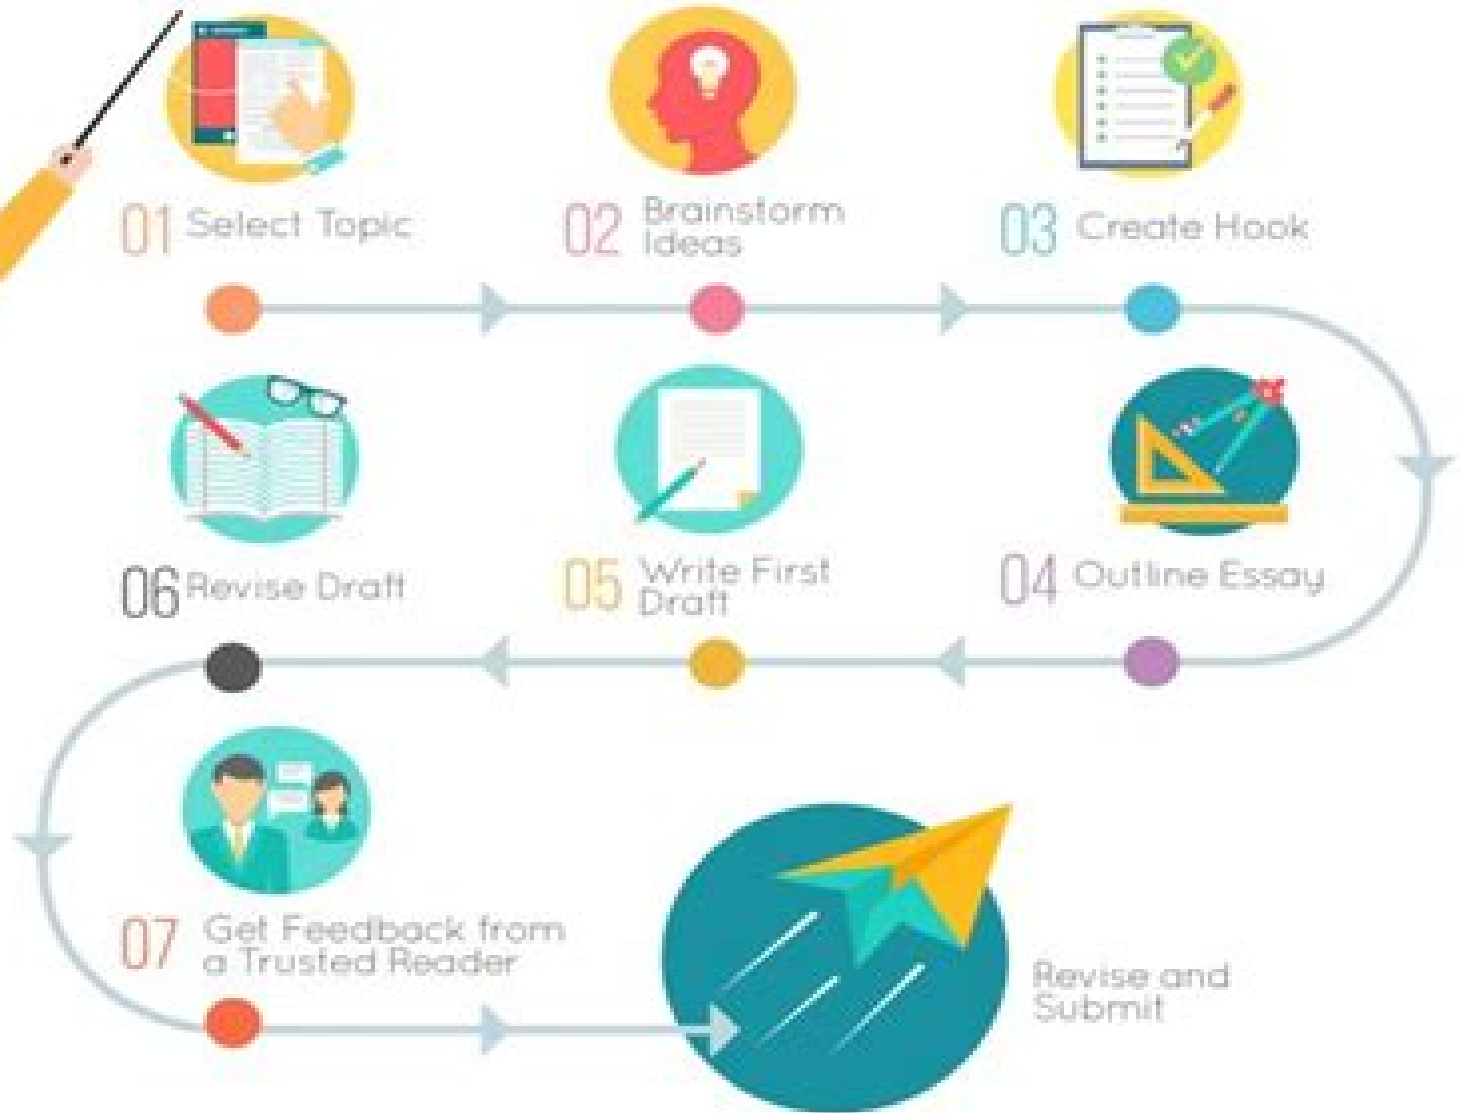 01 Select Topic
02 Brainstorm
Ideas
03 Create Hook
04 Outline Essay
05 Write First
Draft
06 Revise Draft
07 Get Feedback from
a Trusted Reader
Revise and
Submit